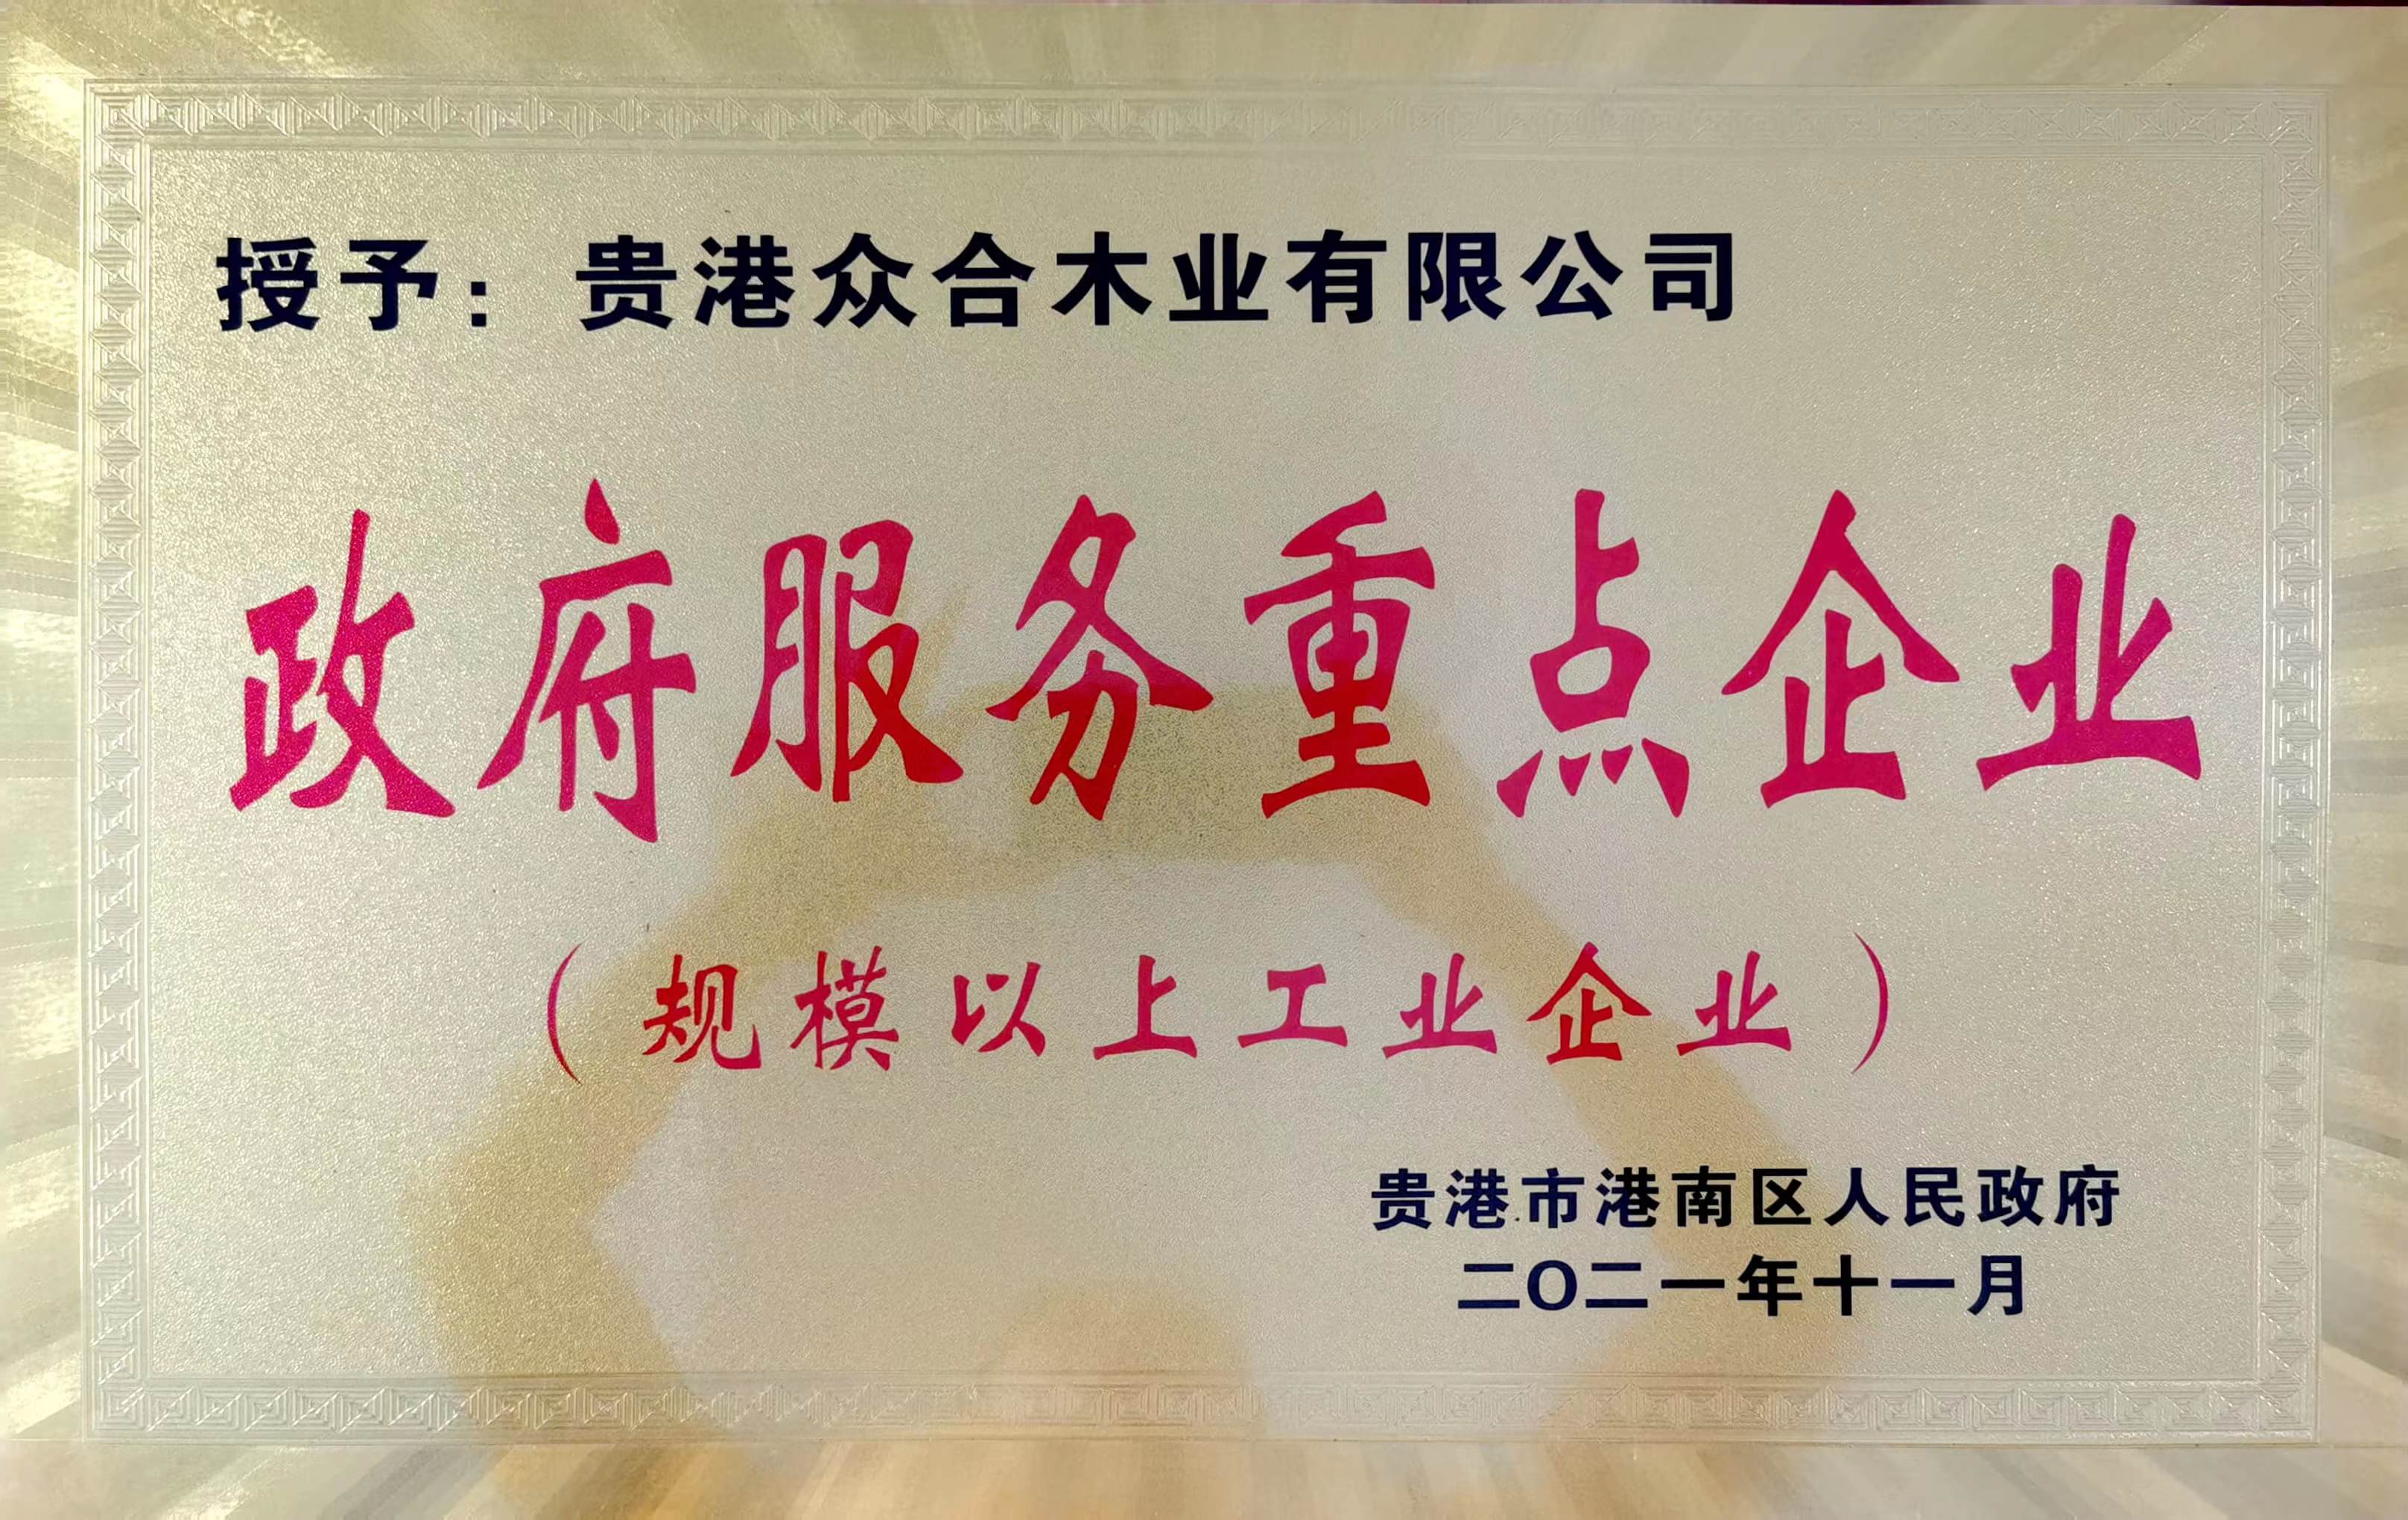 授予：贵港众合木业有限公司
政府服务重点企业
（规模以上工业企业）
贵港市港南区人民政府
二〇二一年十一月